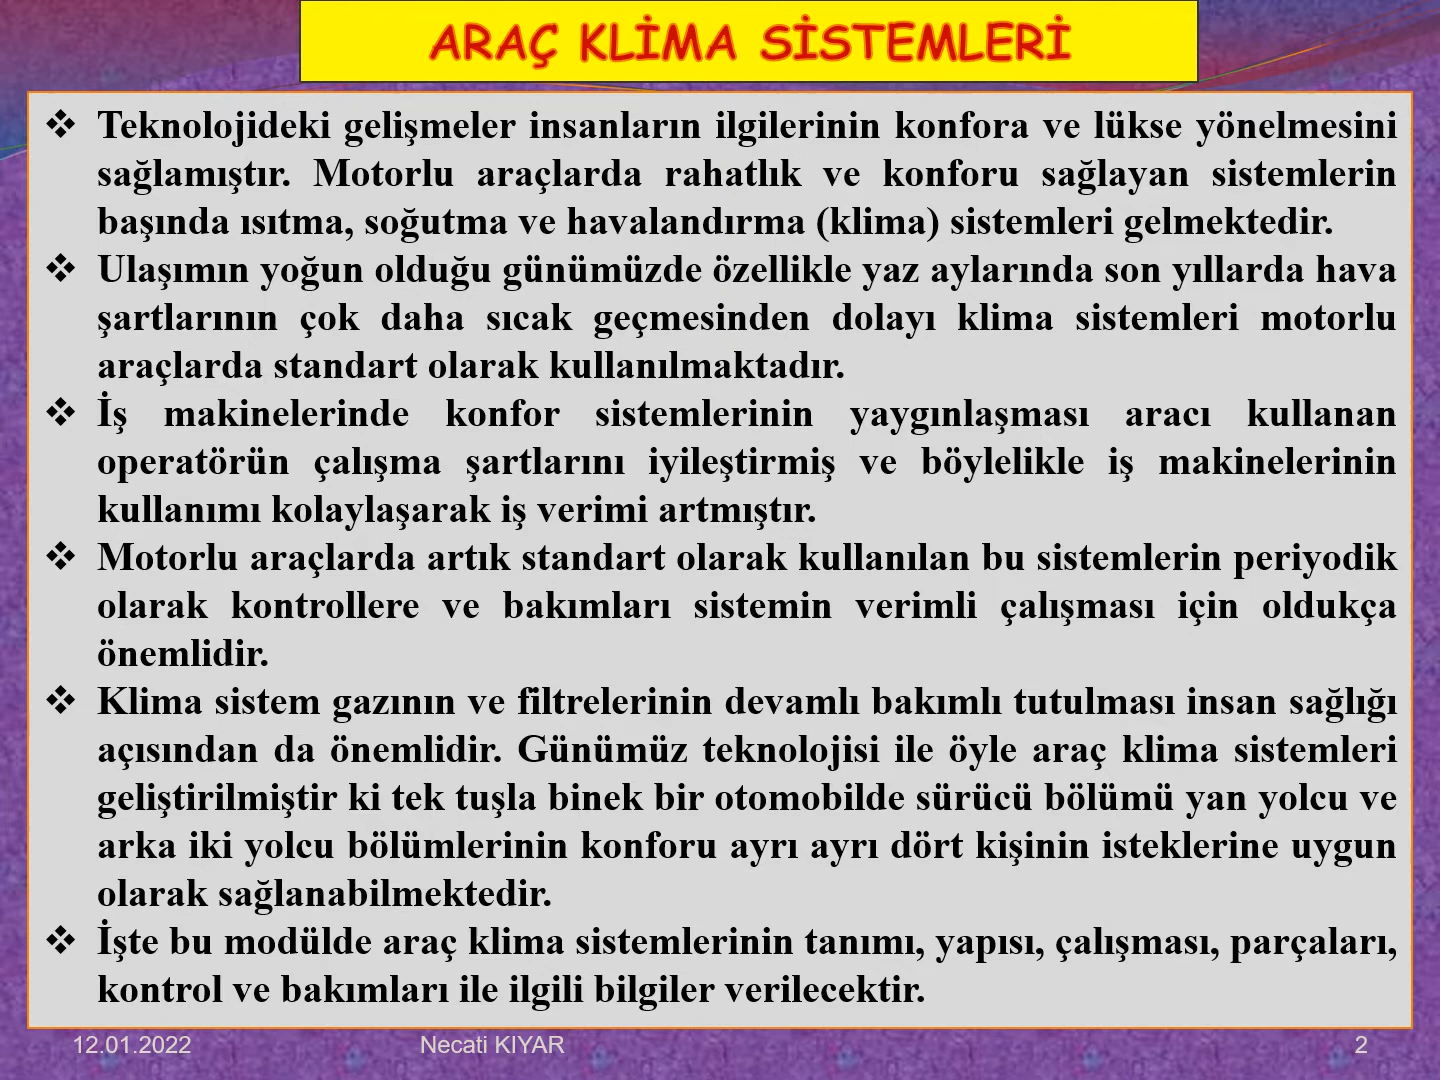 ARAÇ KLİMA SİSTEMLERİ
❖ Teknolojideki gelişmeler insanların ilgilerinin konfora ve lükse yönelmesini
sağlamıştır. Motorlu araçlarda rahatlık ve konforu sağlayan sistemlerin
başında ısıtma, soğutma ve havalandırma (klima) sistemleri gelmektedir.
❖ Ulaşımın yoğun olduğu günümüzde özellikle yaz aylarında son yıllarda hava
şartlarının çok daha sıcak geçmesinden dolayı klima sistemleri motorlu
araçlarda standart olarak kullanılmaktadır.
❖ İş makinelerinde konfor sistemlerinin yaygınlaşması aracı kullanan
operatörün çalışma şartlarını iyileştirmiş ve böylelikle iş makinelerinin
kullanımı kolaylaşarak iş verimi artmıştır.
❖ Motorlu araçlarda artık standart olarak kullanılan bu sistemlerin periyodik
olarak kontrollere ve bakımları sistemin verimli çalışması için oldukça
önemlidir.
❖ Klima sistem gazının ve filtrelerinin devamlı bakımlı tutulması insan sağlığı
açısından da önemlidir. Günümüz teknolojisi ile öyle araç klima sistemleri
geliştirilmiştir ki tek tuşla binek bir otomobilde sürücü bölümü yan yolcu ve
arka iki yolcu bölümlerinin konforu ayrı ayrı dört kişinin isteklerine uygun
olarak sağlanabilmektedir.
❖ İşte bu modülde araç klima sistemlerinin tanımı, yapısı, çalışması, parçaları,
kontrol ve bakımları ile ilgili bilgiler verilecektir.
12.01.2022 Necati KIYAR 2